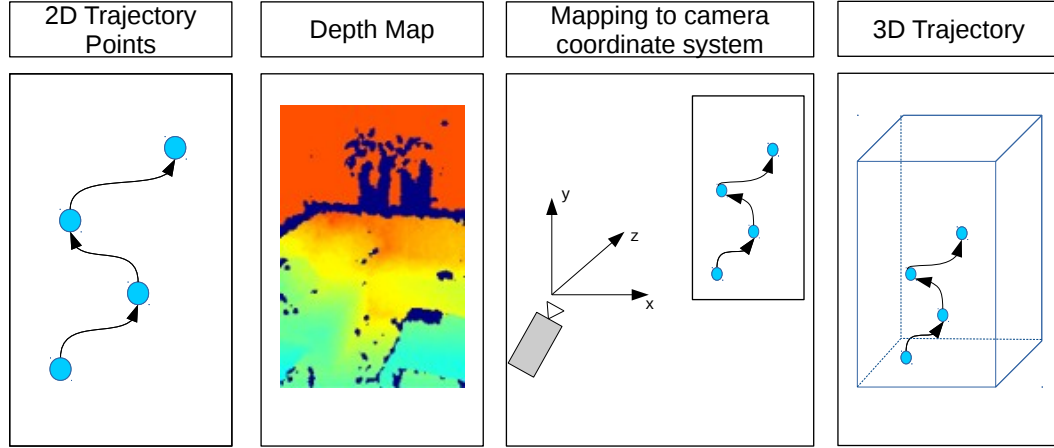 2D Trajectory
Points
Depth Map
Mapping to camera
coordinate system
3D Trajectory
y
z
x